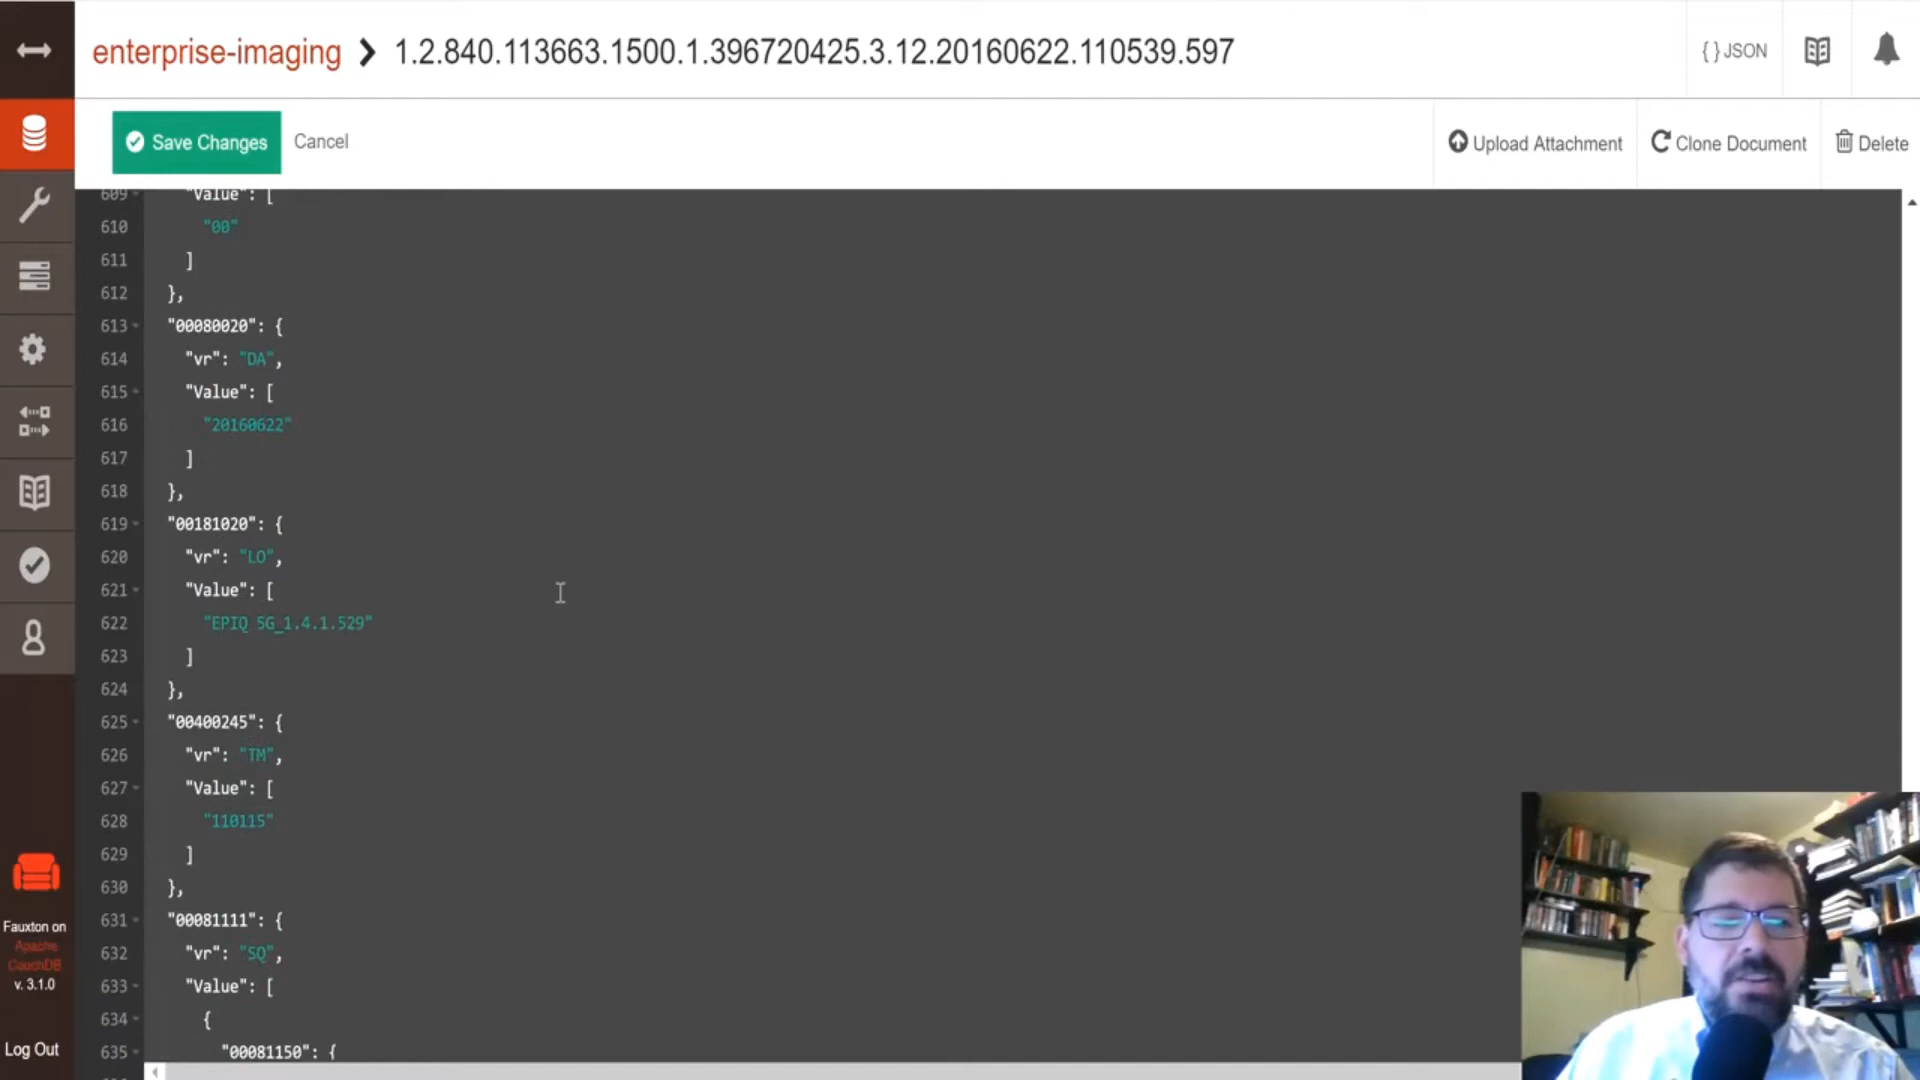 enterprise-imaging > 1.2.840.113663.1500.1.396720425.3.12.20160622.110539.597
{ } JSON
Save Changes Cancel
Upload Attachment Clone Document Delete
609 "Value": [
610 "00"
611 ]
612 },
613 "00080020": {
614 "vr": "DA",
615 "Value": [
616 "20160622"
617 ]
618 },
619 "00181020": {
620 "vr": "LO",
621 "Value": [
622 "EPIQ 5G_1.4.1.529"
623 ]
624 },
625 "00400245": {
626 "vr": "TM",
627 "Value": [
628 "110115"
629 ]
630 },
631 "00081111": {
632 "vr": "SQ",
633 "Value": [
634 {
635 "00081150": {
Fauxton on
Apache
CouchDB
v. 3.1.0
Log Out